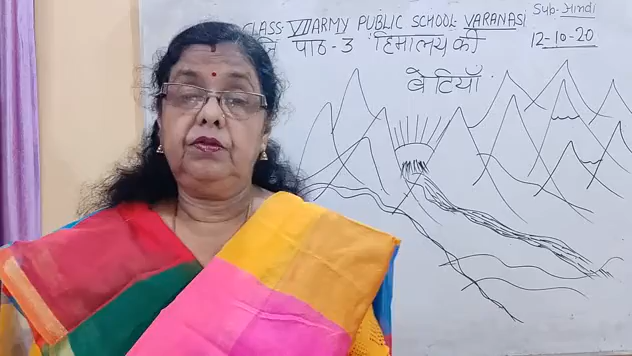 CLASS VII ARMY PUBLIC SCHOOL VARANASI
Sub- Hindi
पाठ-3 हिमालय की
12-10-20
बेटियाँ